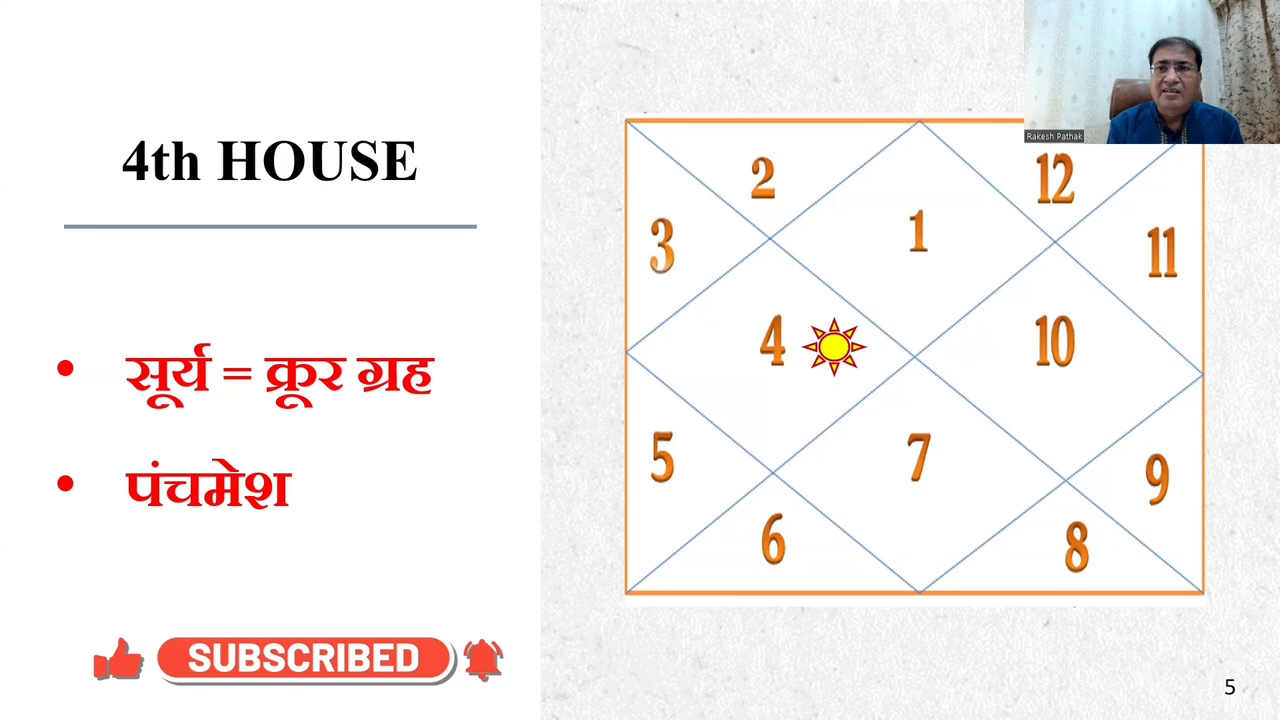 4th HOUSE
• सूर्य = क्रूर ग्रह
• पंचमेश
SUBSCRIBED
Rakesh Pathak
2
12
3
1
11
4
10
5
7
9
6
8
5